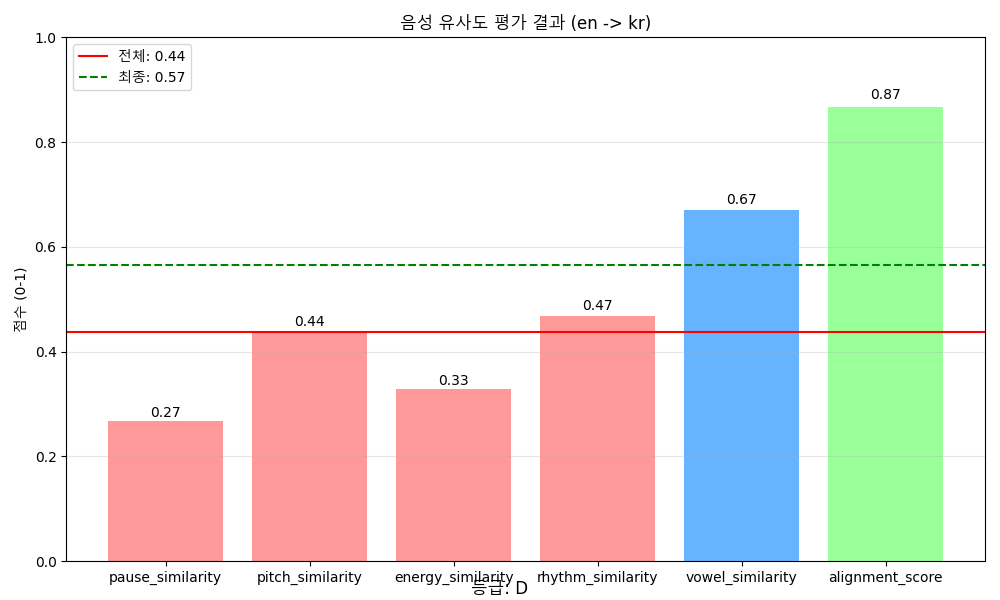 음성 유사도 평가 결과 (en -> kr)
전체: 0.44
최종: 0.57
점수 (0-1)
1.0
0.8
0.6
0.4
0.2
0.0
0.27
0.44
0.33
0.47
0.67
0.87
pause_similarity pitch_similarity energy_similarity rhythm_similarity vowel_similarity alignment_score
등급: D